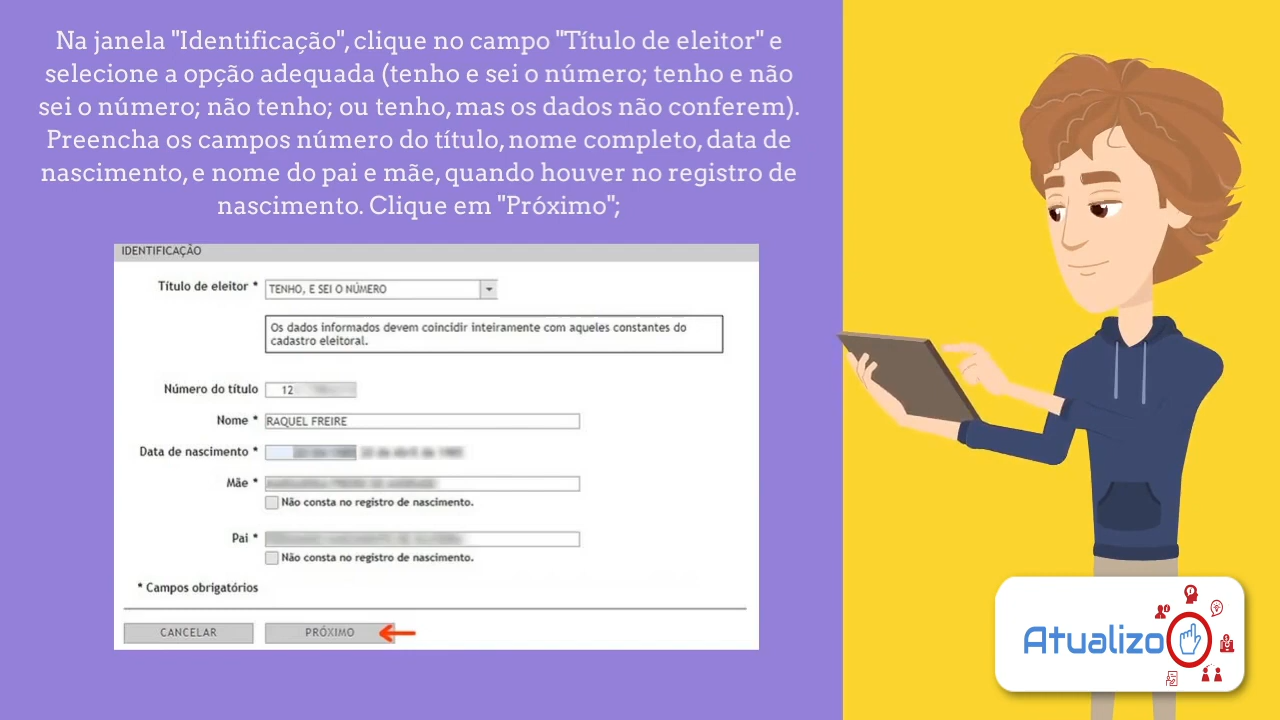 Na janela "Identificação", clique no campo "Título de eleitor" e
selecione a opção adequada (tenho e sei o número; tenho e não
sei o número; não tenho; ou tenho, mas os dados não conferem).
Preencha os campos número do título, nome completo, data de
nascimento, e nome do pai e mãe, quando houver no registro de
nascimento. Clique em "Próximo";
IDENTIFICAÇÃO
Título de eleitor * TENHO, E SEI O NÚMERO
Os dados informados devem coincidir inteiramente com aqueles constantes do
cadastro eleitoral.
Número do título 12
Nome * RAQUEL FREIRE
Data de nascimento *
Mãe *
Não consta no registro de nascimento.
Pai *
Não consta no registro de nascimento.
* Campos obrigatórios
CANCELAR PRÓXIMO
Atualizo